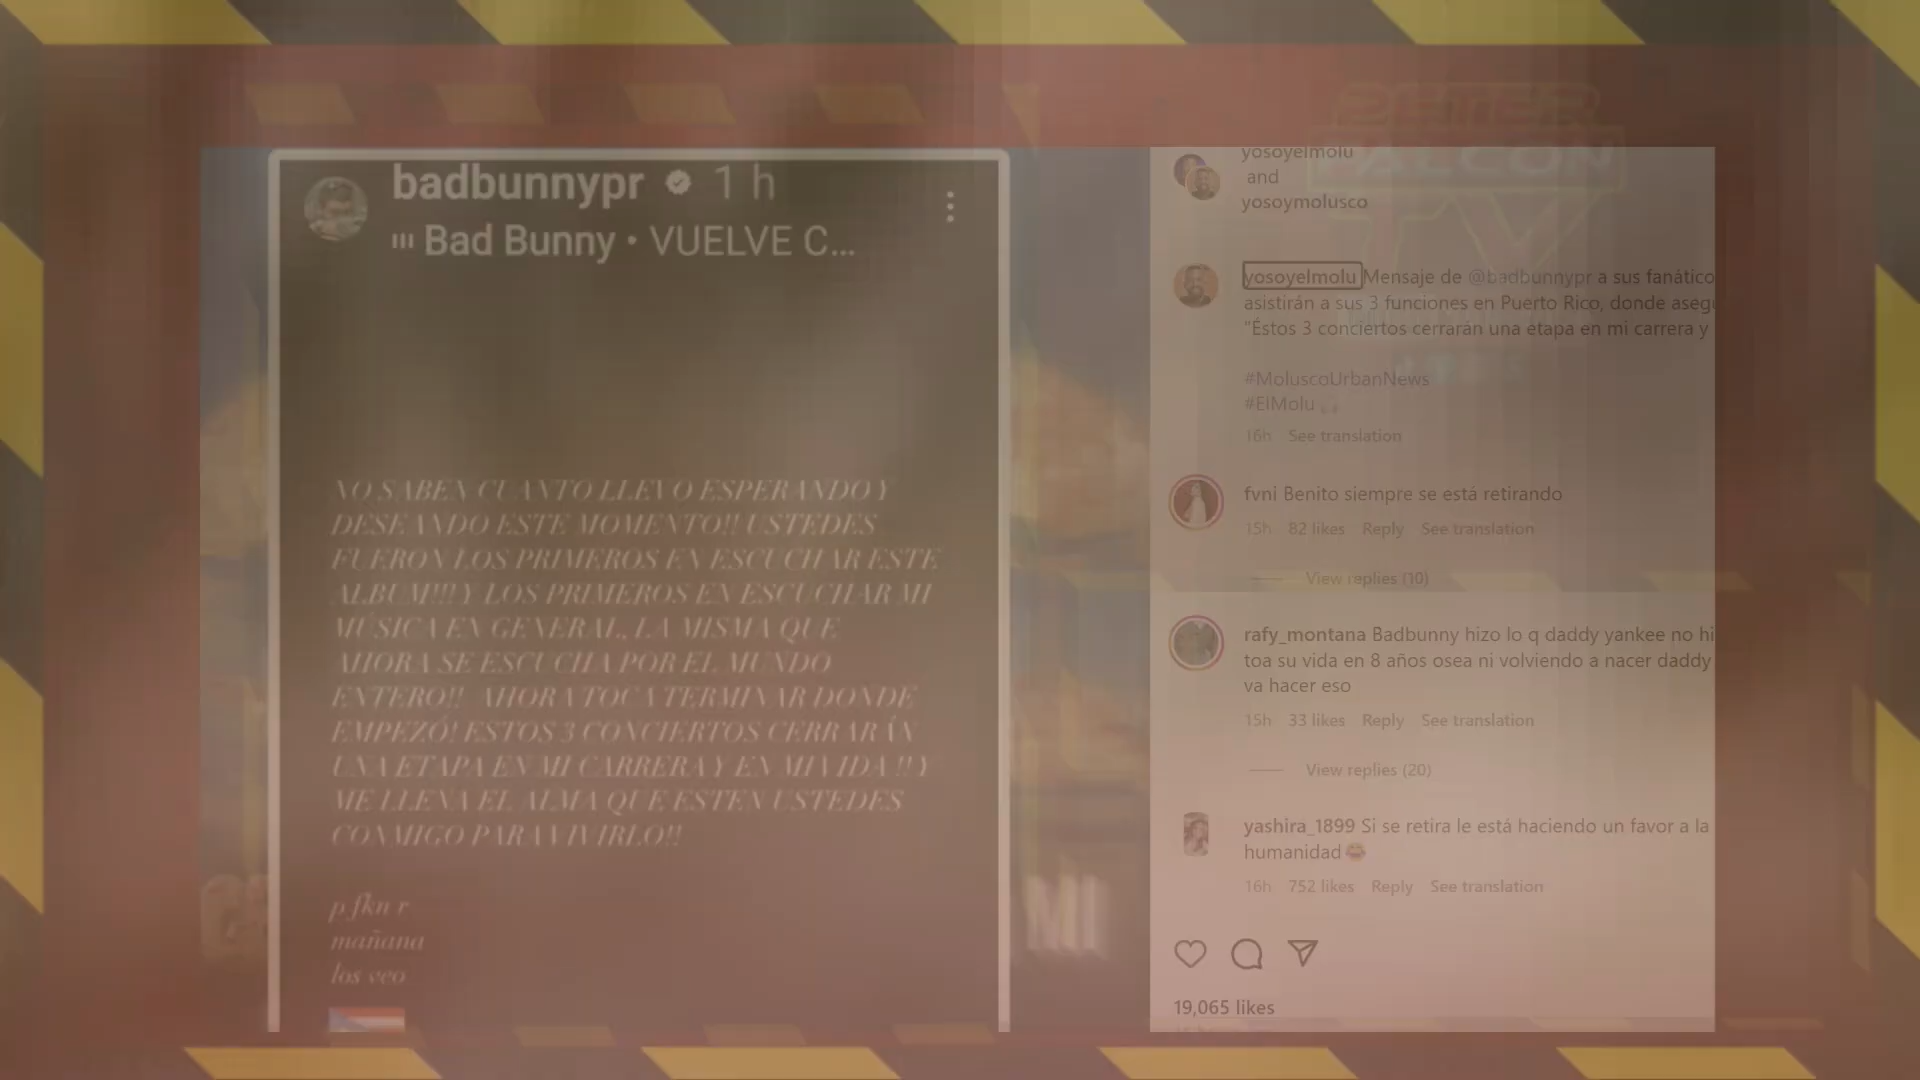 badbunnypr 1 h
Bad Bunny • VUELVE C...
NO SABEN CUANTO LLEVO ESPERANDO Y
DESEANDO ESTE MOMENTO!! USTEDES
FUERON LOS PRIMEROS EN ESCUCHAR ESTE
ALBUM!!! Y LOS PRIMEROS EN ESCUCHAR MI
MÚSICA EN GENERAL, LA MISMA QUE
AHORA SE ESCUCHA POR EL MUNDO
ENTERO!! AHORA TOCA TERMINAR DONDE
EMPEZÓ! ESTOS 3 CONCIERTOS CERRARÁN
UNA ETAPA EN MI CARRERA Y EN MI VIDA !! Y
ME LLENA EL ALMA QUE ESTEN USTEDES
CONMIGO PARA VIVIRLO!!
p fkn r
mañana
los veo
MI
FALCON
TV
yosoyelmolu
and
yosoymolusco
yosoyelmolu Mensaje de @badbunnypr a sus fanático
asistirán a sus 3 funciones en Puerto Rico, donde asegu
"Éstos 3 conciertos cerrarán una etapa en mi carrera y
#MoluscoUrbanNews
#ElMolu
16h See translation
fvni Benito siempre se está retirando
15h 82 likes Reply See translation
View replies (10)
rafy_montana Badbunny hizo lo q daddy yankee no hi
toa su vida en 8 años osea ni volviendo a nacer daddy
va hacer eso
15h 33 likes Reply See translation
View replies (20)
yashira_1899 Si se retira le está haciendo un favor a la
humanidad😂
16h 752 likes Reply See translation
19,065 likes